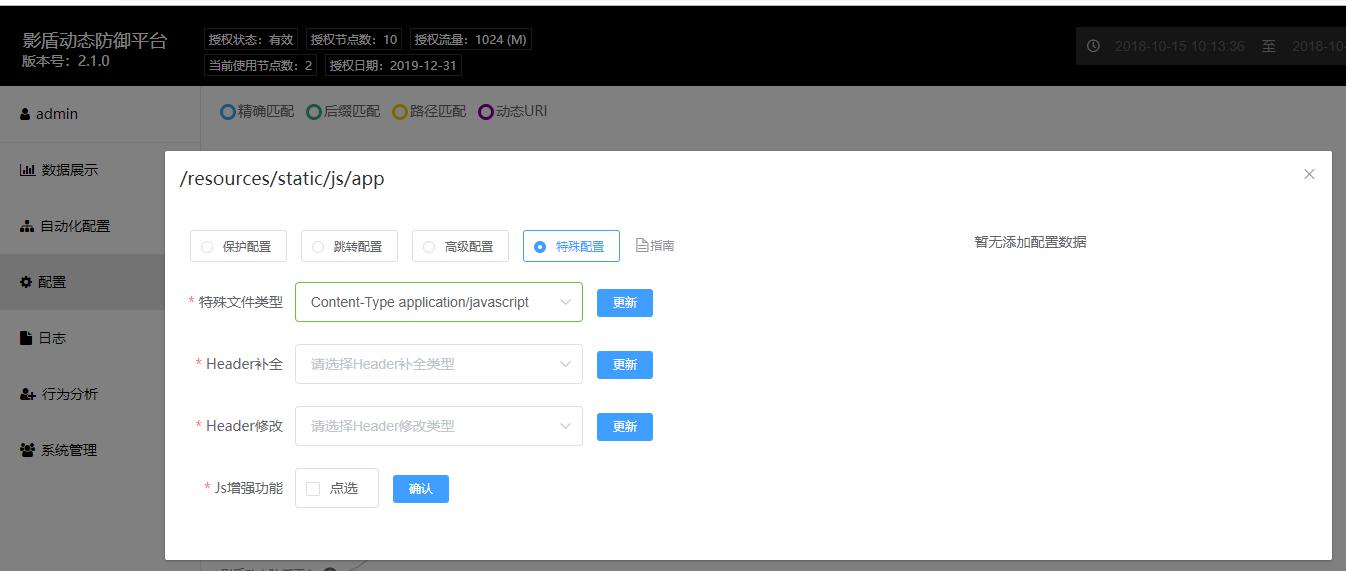 影盾动态防御平台
版本号：2.1.0
授权状态：有效 授权节点数：10 授权流量：1024 (M)
当前使用节点数：2 授权日期：2019-12-31
2018-10-15 10:13:36 至 2018-10-
admin
精确匹配 后缀匹配 路径匹配 动态URI
数据展示
自动化配置
配置
日志
行为分析
系统管理
/resources/static/js/app
保护配置 跳转配置 高级配置 特殊配置 指南
暂无添加配置数据
* 特殊文件类型 Content-Type application/javascript 更新
* Header补全 请选择Header补全类型 更新
* Header修改 请选择Header修改类型 更新
* Js增强功能 点选 确认